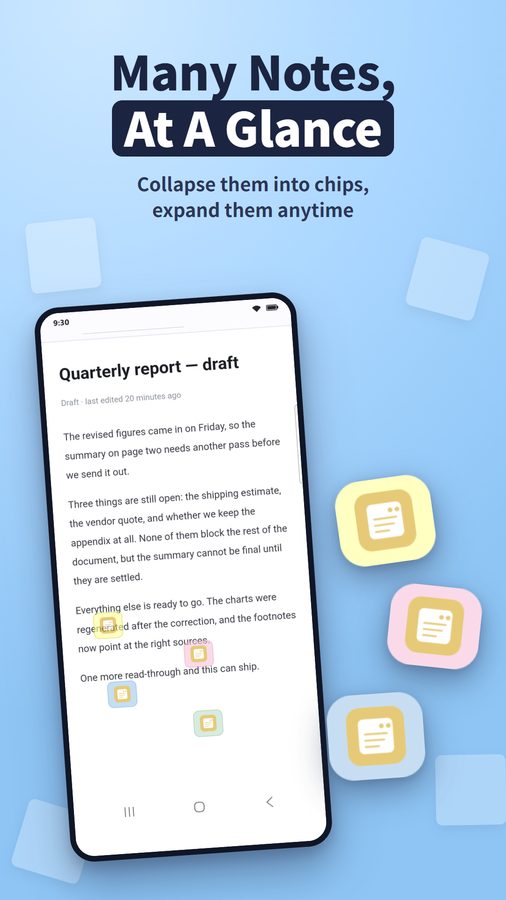 Many Notes,
At A Glance
Collapse them into chips,
expand them anytime
9:30
Quarterly report — draft
Draft · last edited 20 minutes ago
The revised figures came in on Friday, so the
summary on page two needs another pass before
we send it out.
Three things are still open: the shipping estimate,
the vendor quote, and whether we keep the
appendix at all. None of them block the rest of the
document, but the summary cannot be final until
they are settled.
Everything else is ready to go. The charts were
regenerated after the correction, and the footnotes
now point at the right sources.
One more read-through and this can ship.